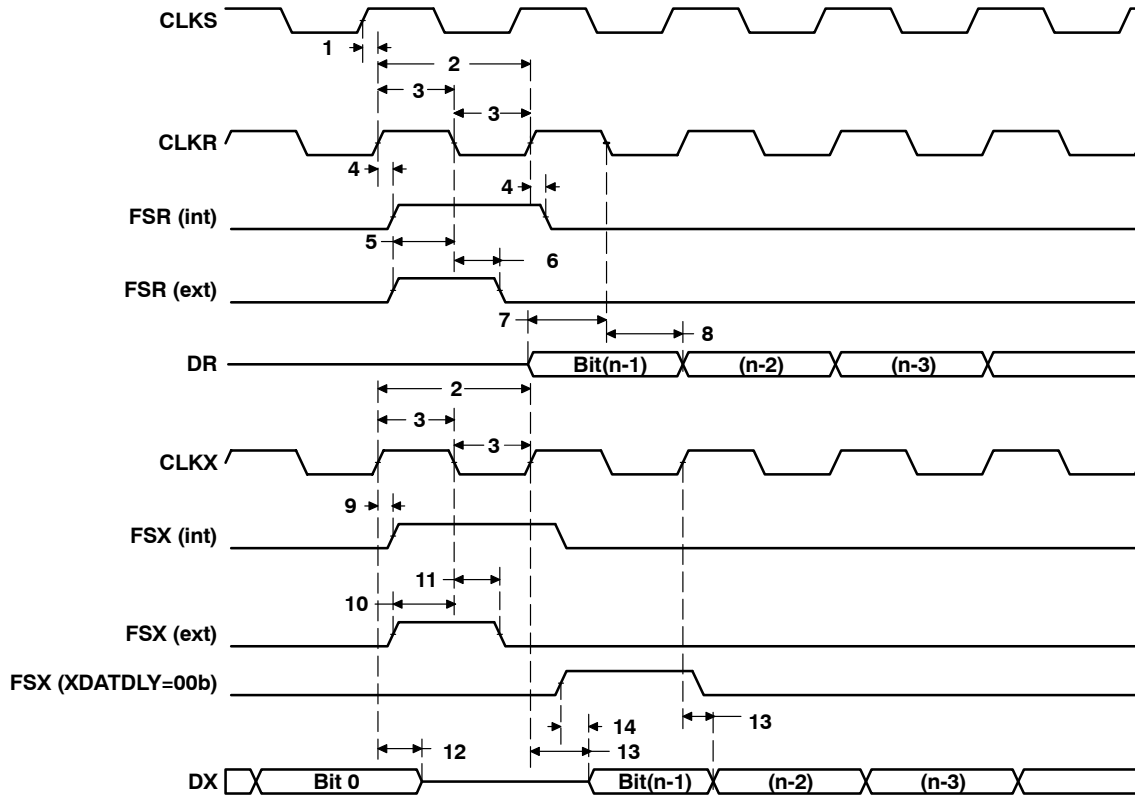 CLKS
1
2
3
3
CLKR
4
4
FSR (int)
5
6
FSR (ext)
7
8
DR
Bit(n-1) (n-2) (n-3)
2
3
3
CLKX
9
FSX (int)
11
10
FSX (ext)
FSX (XDATDLY=00b)
14
13
12
13
DX
Bit 0 Bit(n-1) (n-2) (n-3)